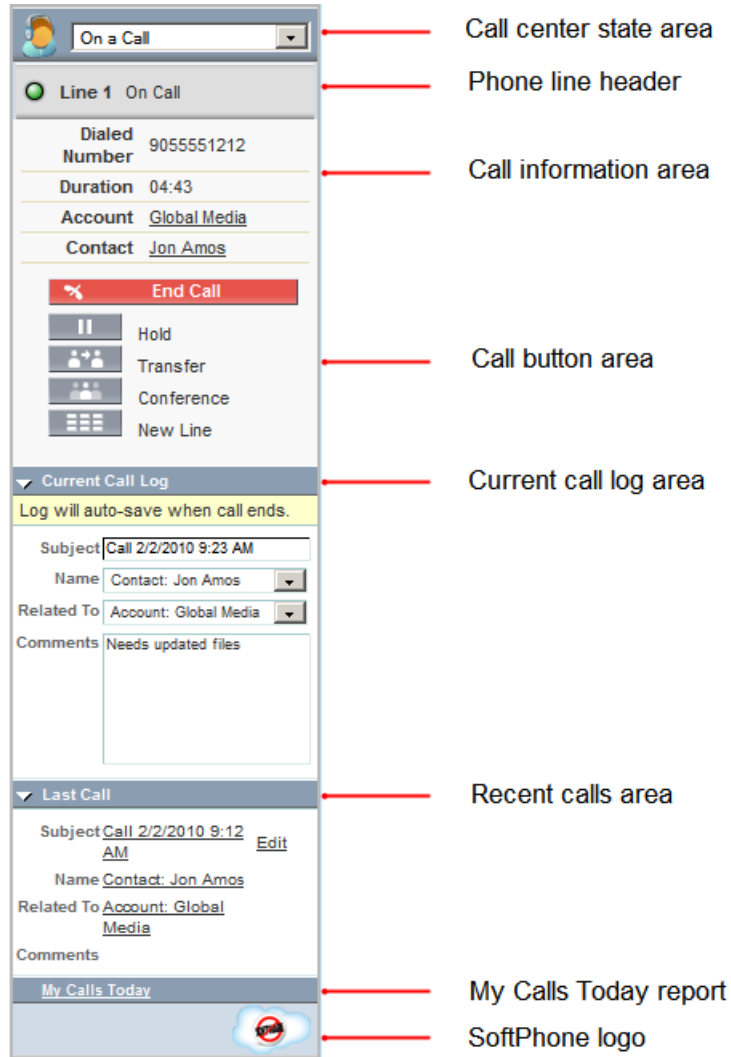 On a Call
Call center state area
Line 1 On Call
Phone line header
Dialed
Number
9055551212
Call information area
Duration 04:43
Account Global Media
Contact Jon Amos
End Call
Hold
Transfer
Call button area
Conference
New Line
Current Call Log
Current call log area
Log will auto-save when call ends.
Subject Call 2/2/2010 9:23 AM
Name Contact: Jon Amos
Related To Account: Global Media
Comments Needs updated files
Last Call
Recent calls area
Subject Call 2/2/2010 9:12
AM
Edit
Name Contact: Jon Amos
Related To Account: Global
Media
Comments
My Calls Today
My Calls Today report
SoftPhone logo